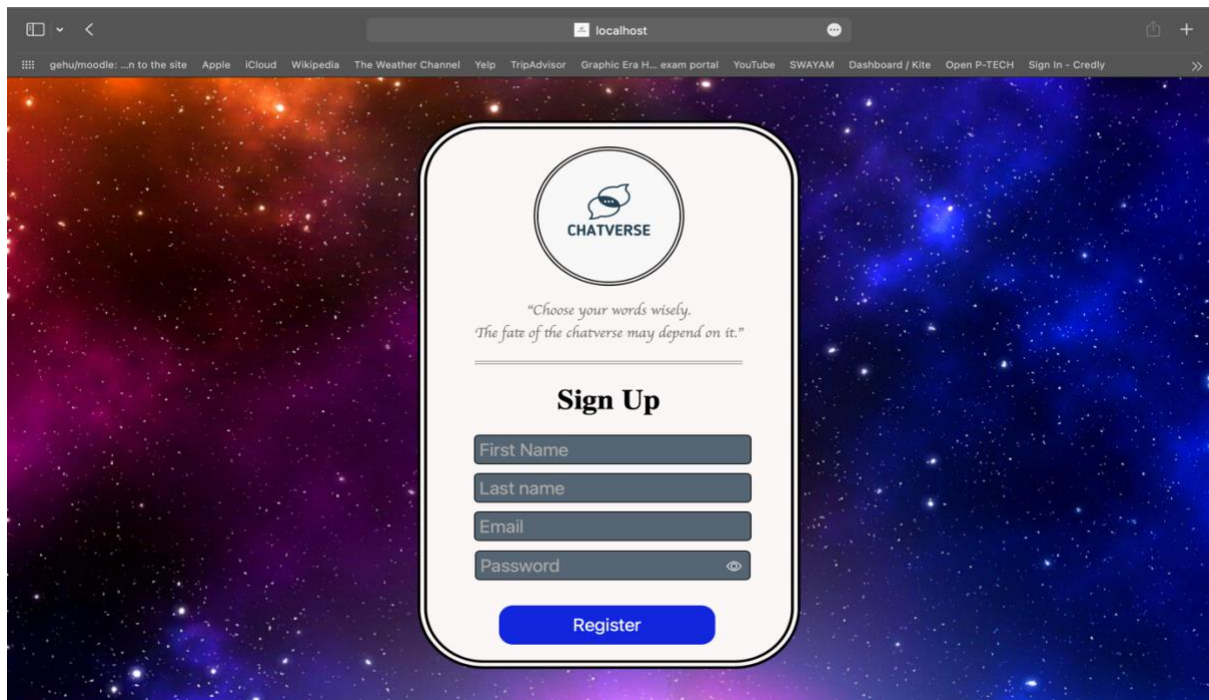 localhost
gehu/moodle: ...n to the site Apple iCloud Wikipedia The Weather Channel Yelp TripAdvisor Graphic Era H... exam portal YouTube SWAYAM Dashboard / Kite Open P-TECH Sign In - Credly
CHATVERSE
"Choose your words wisely.
The fate of the chatverse may depend on it."
Sign Up
First Name
Last name
Email
Password
Register